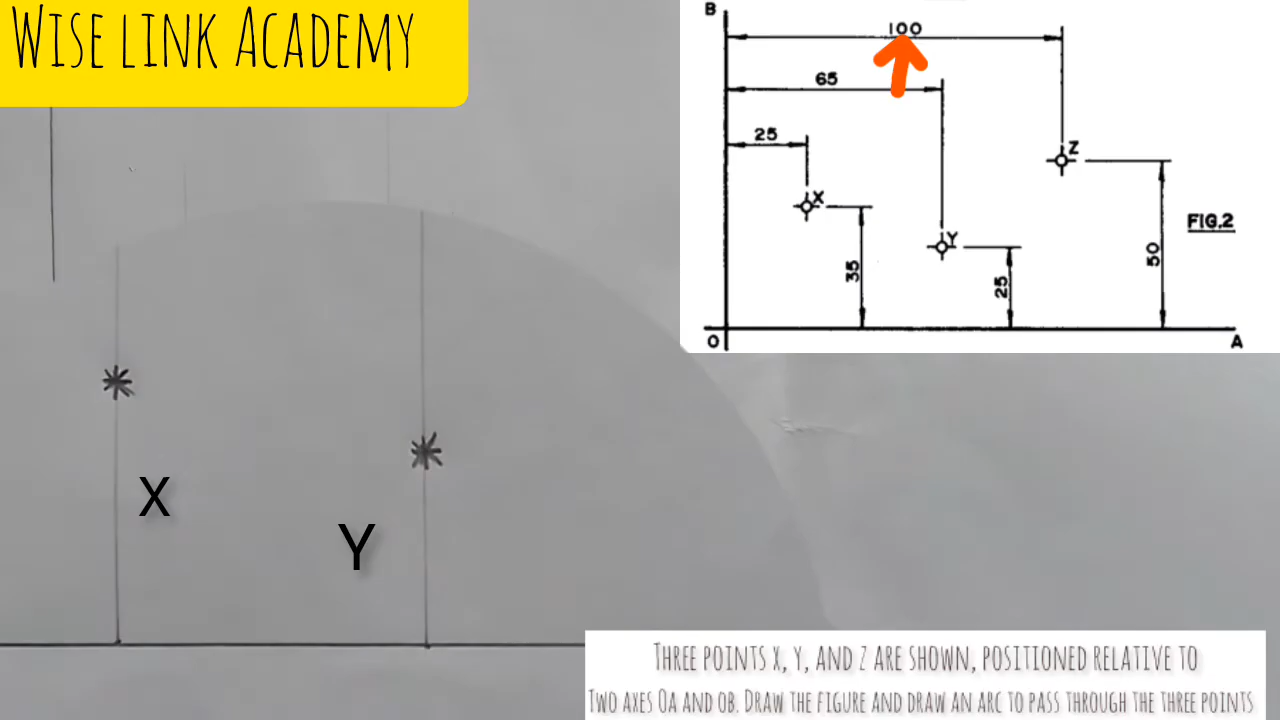 WISE LINK ACADEMY
B
100
65
25
Z
X
FIG.2
Y
35
25
50
O
A
X
Y
THREE POINTS X, Y, AND Z ARE SHOWN, POSITIONED RELATIVE TO
TWO AXES OA AND OB. DRAW THE FIGURE AND DRAW AN ARC TO PASS THROUGH THE THREE POINTS